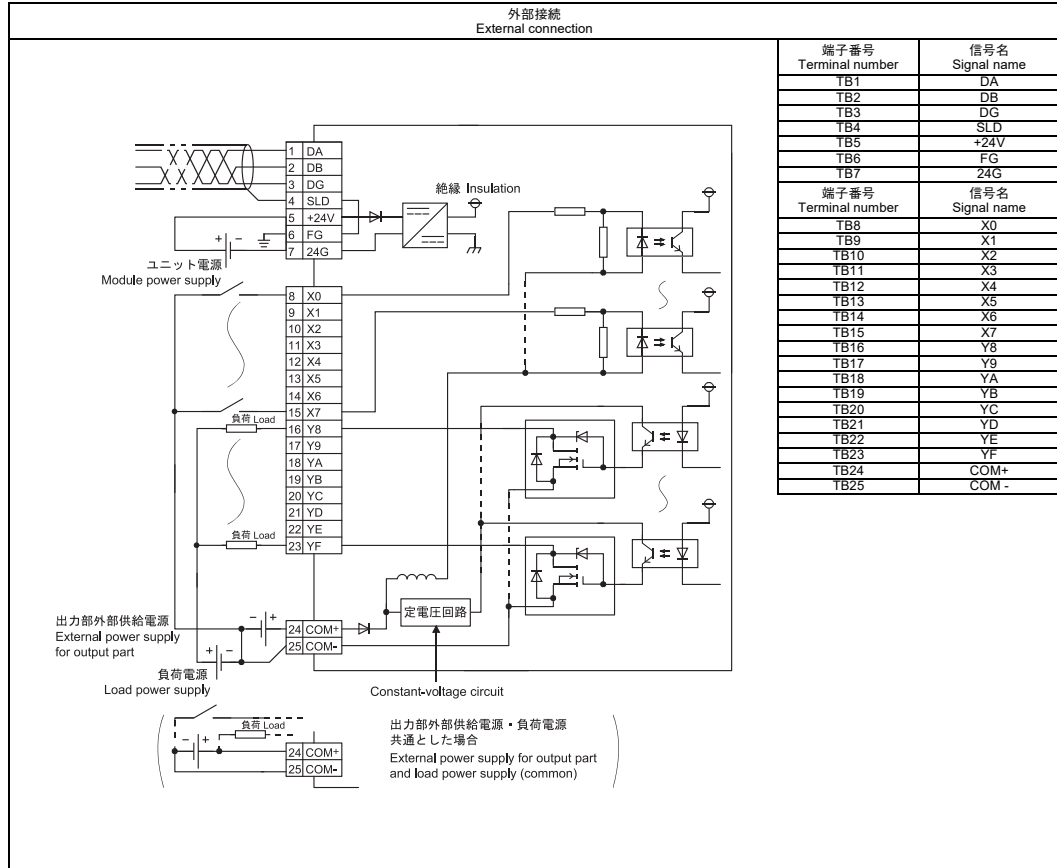 外部接続
External connection
端子番号 信号名
Terminal number Signal name
TB1 DA
TB2 DB
TB3 DG
TB4 SLD
TB5 +24V
TB6 FG
TB7 24G
端子番号 信号名
Terminal number Signal name
TB8 X0
TB9 X1
TB10 X2
TB11 X3
TB12 X4
TB13 X5
TB14 X6
TB15 X7
TB16 Y8
TB17 Y9
TB18 YA
TB19 YB
TB20 YC
TB21 YD
TB22 YE
TB23 YF
TB24 COM+
TB25 COM -
1 DA
2 DB
3 DG
4 SLD
5 +24V
6 FG
7 24G
絶縁 Insulation
+ −
ユニット電源
Module power supply
8 X0
9 X1
10 X2
11 X3
12 X4
13 X5
14 X6
15 X7
負荷 Load
16 Y8
17 Y9
18 YA
19 YB
20 YC
21 YD
22 YE
負荷 Load
23 YF
定電圧回路
出力部外部供給電源
External power supply
for output part
− +
24 COM+
25 COM-
+ −
負荷電源
Load power supply
Constant-voltage circuit
負荷 Load
− +
24 COM+
25 COM-
出力部外部供給電源・負荷電源
共通とした場合
External power supply for output part
and load power supply (common)